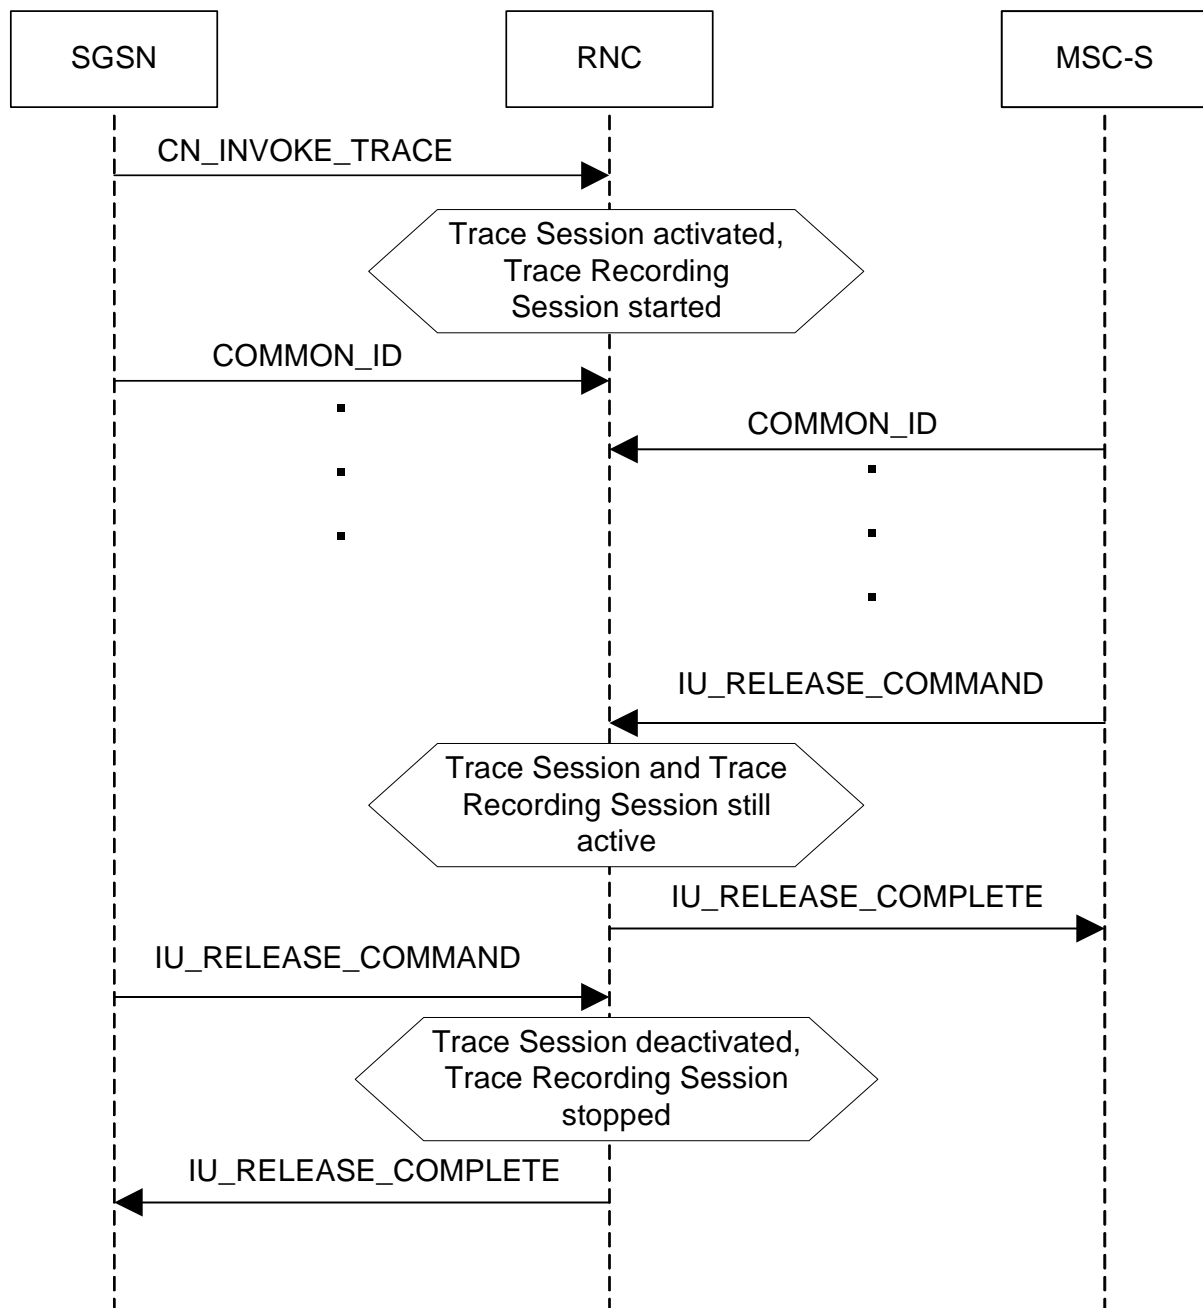 SGSN
RNC
MSC-S
CN_INVOKE_TRACE
Trace Session activated,
Trace Recording
Session started
COMMON_ID
COMMON_ID
IU_RELEASE_COMMAND
Trace Session and Trace
Recording Session still
active
IU_RELEASE_COMPLETE
IU_RELEASE_COMMAND
Trace Session deactivated,
Trace Recording Session
stopped
IU_RELEASE_COMPLETE